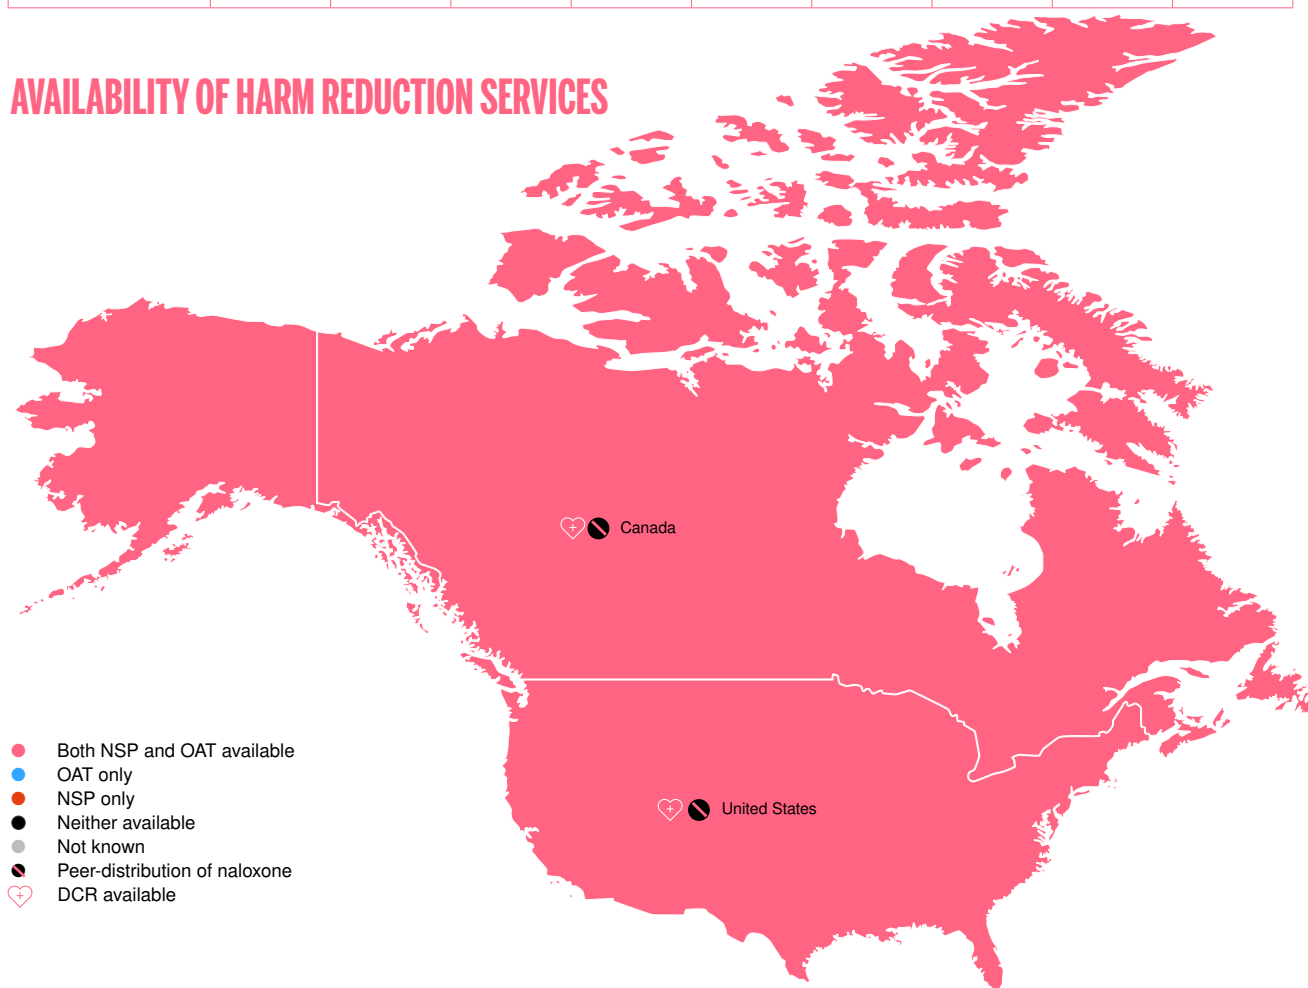 AVAILABILITY OF HARM REDUCTION SERVICES
Canada
United States
Both NSP and OAT available
OAT only
NSP only
Neither available
Not known
Peer-distribution of naloxone
DCR available